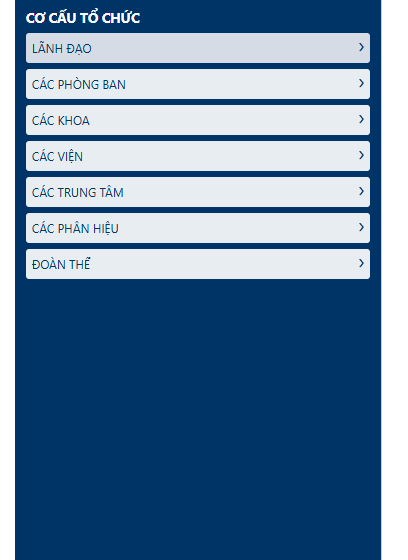 CƠ CẤU TỔ CHỨC
LÃNH ĐẠO
CÁC PHÒNG BAN
CÁC KHOA
CÁC VIỆN
CÁC TRUNG TÂM
CÁC PHÂN HIỆU
ĐOÀN THỂ